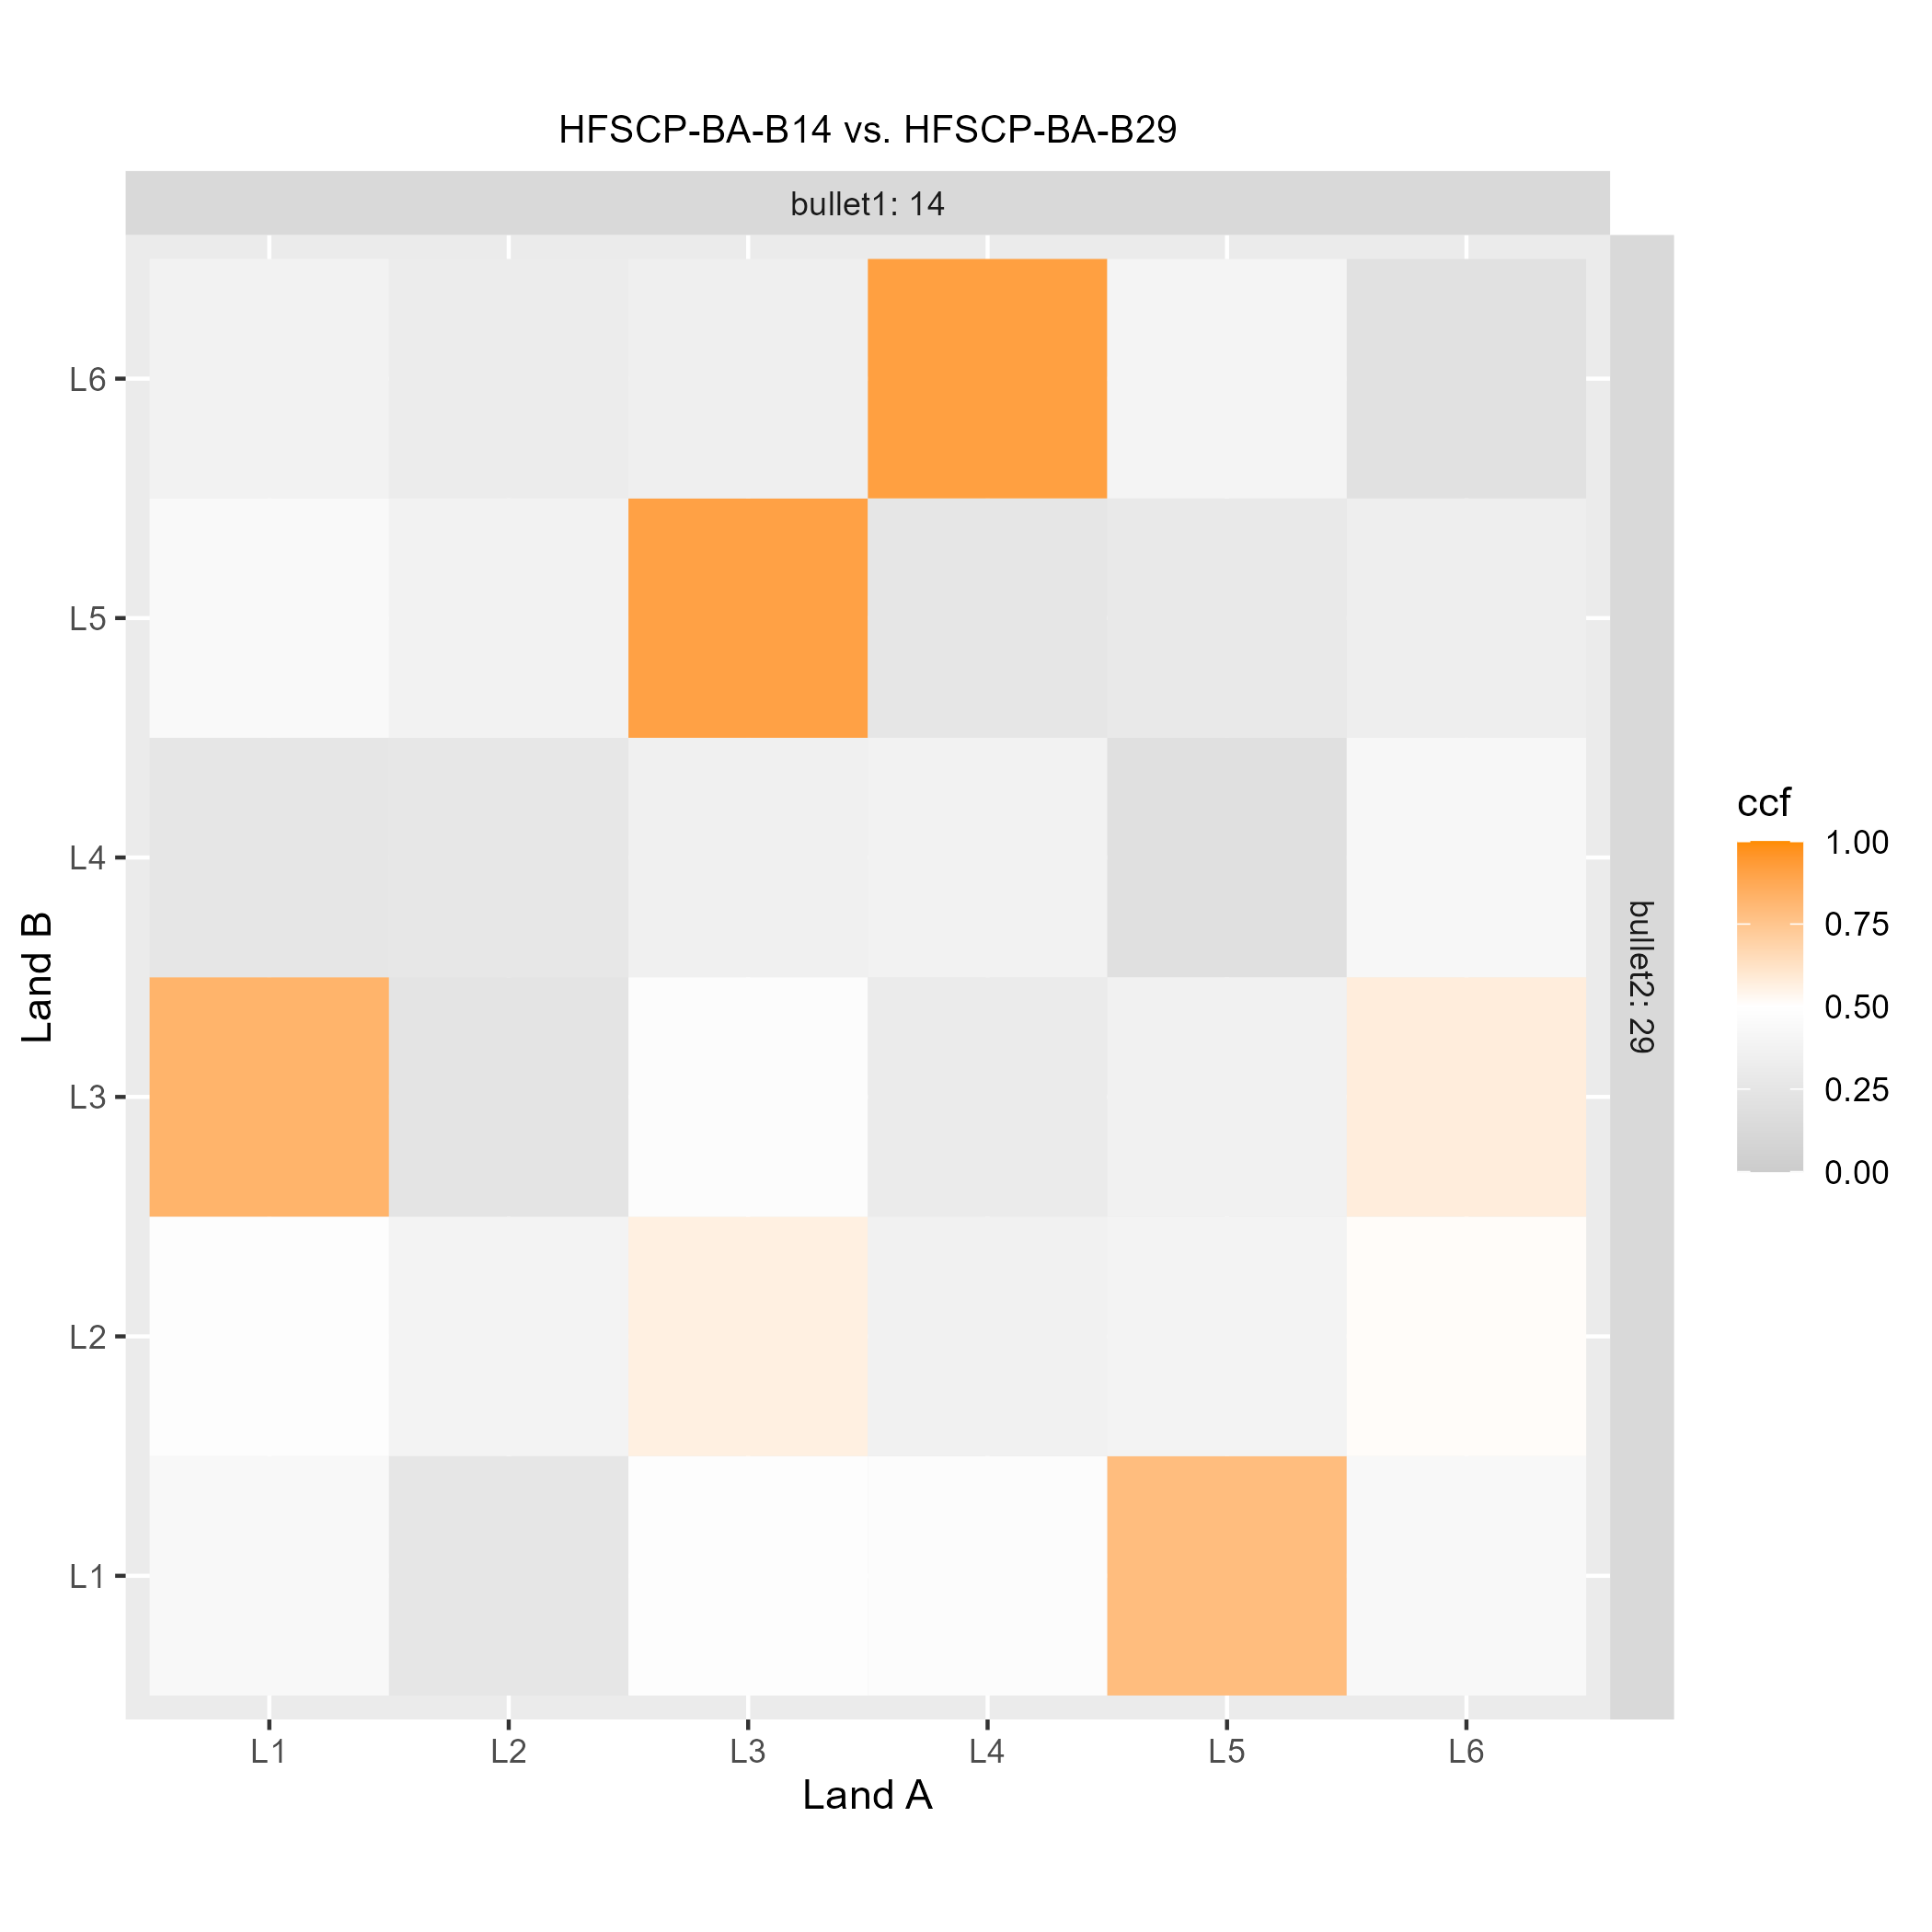 HFSCP-BA-B14 vs. HFSCP-BA-B29
bullet1: 14
L6
L5
L4
L3
L2
L1
Land B
bullet2: 29
L1 L2 L3 L4 L5 L6
Land A
ccf
1.00
0.75
0.50
0.25
0.00